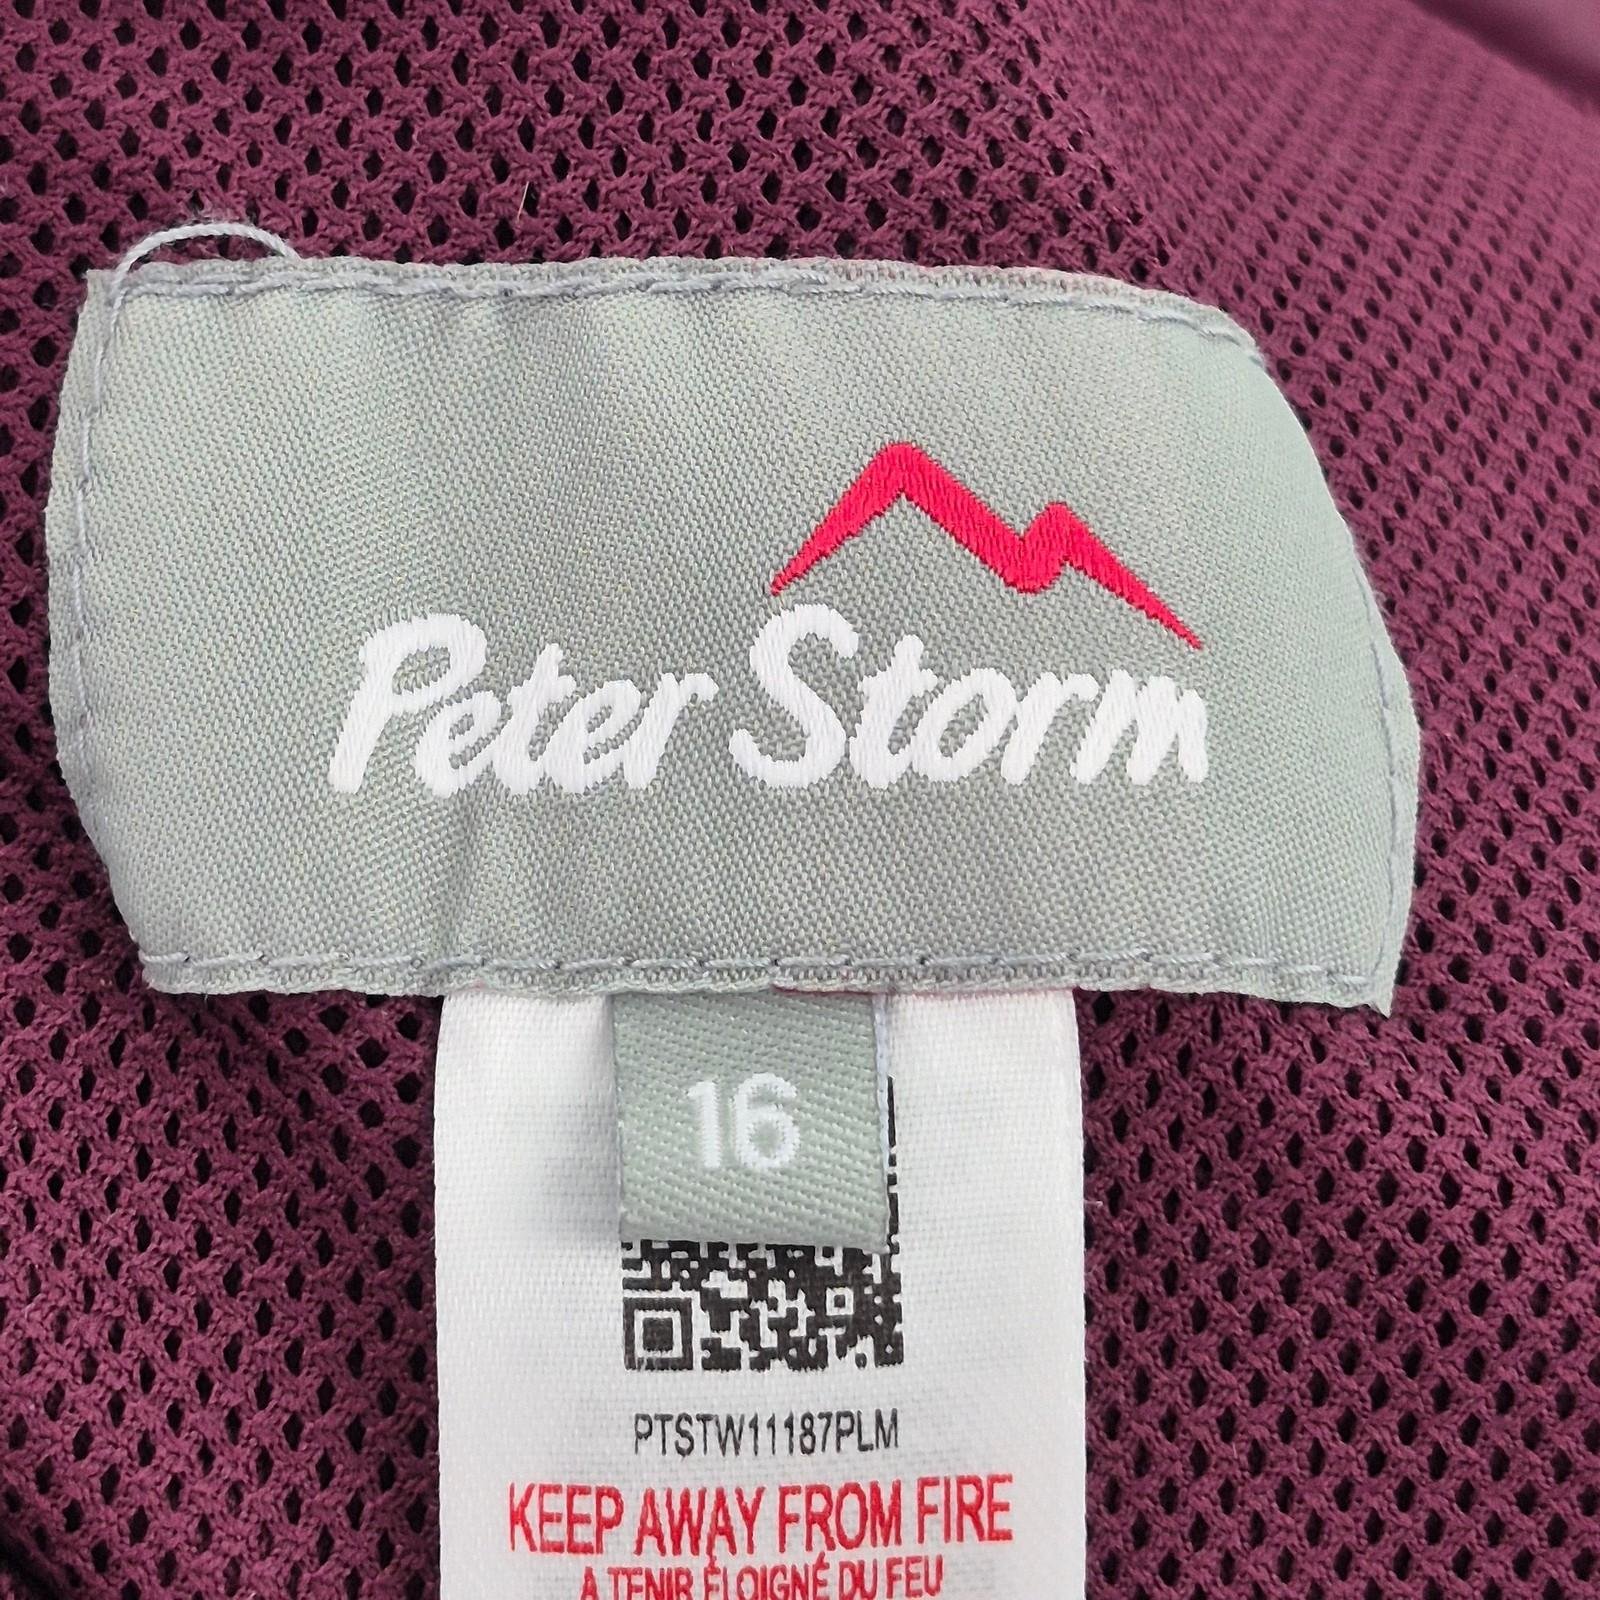 Peter Storm
16
PTSTW11187PLM
KEEP AWAY FROM FIRE
A TENIR ÉLOIGNÉ DU FEU